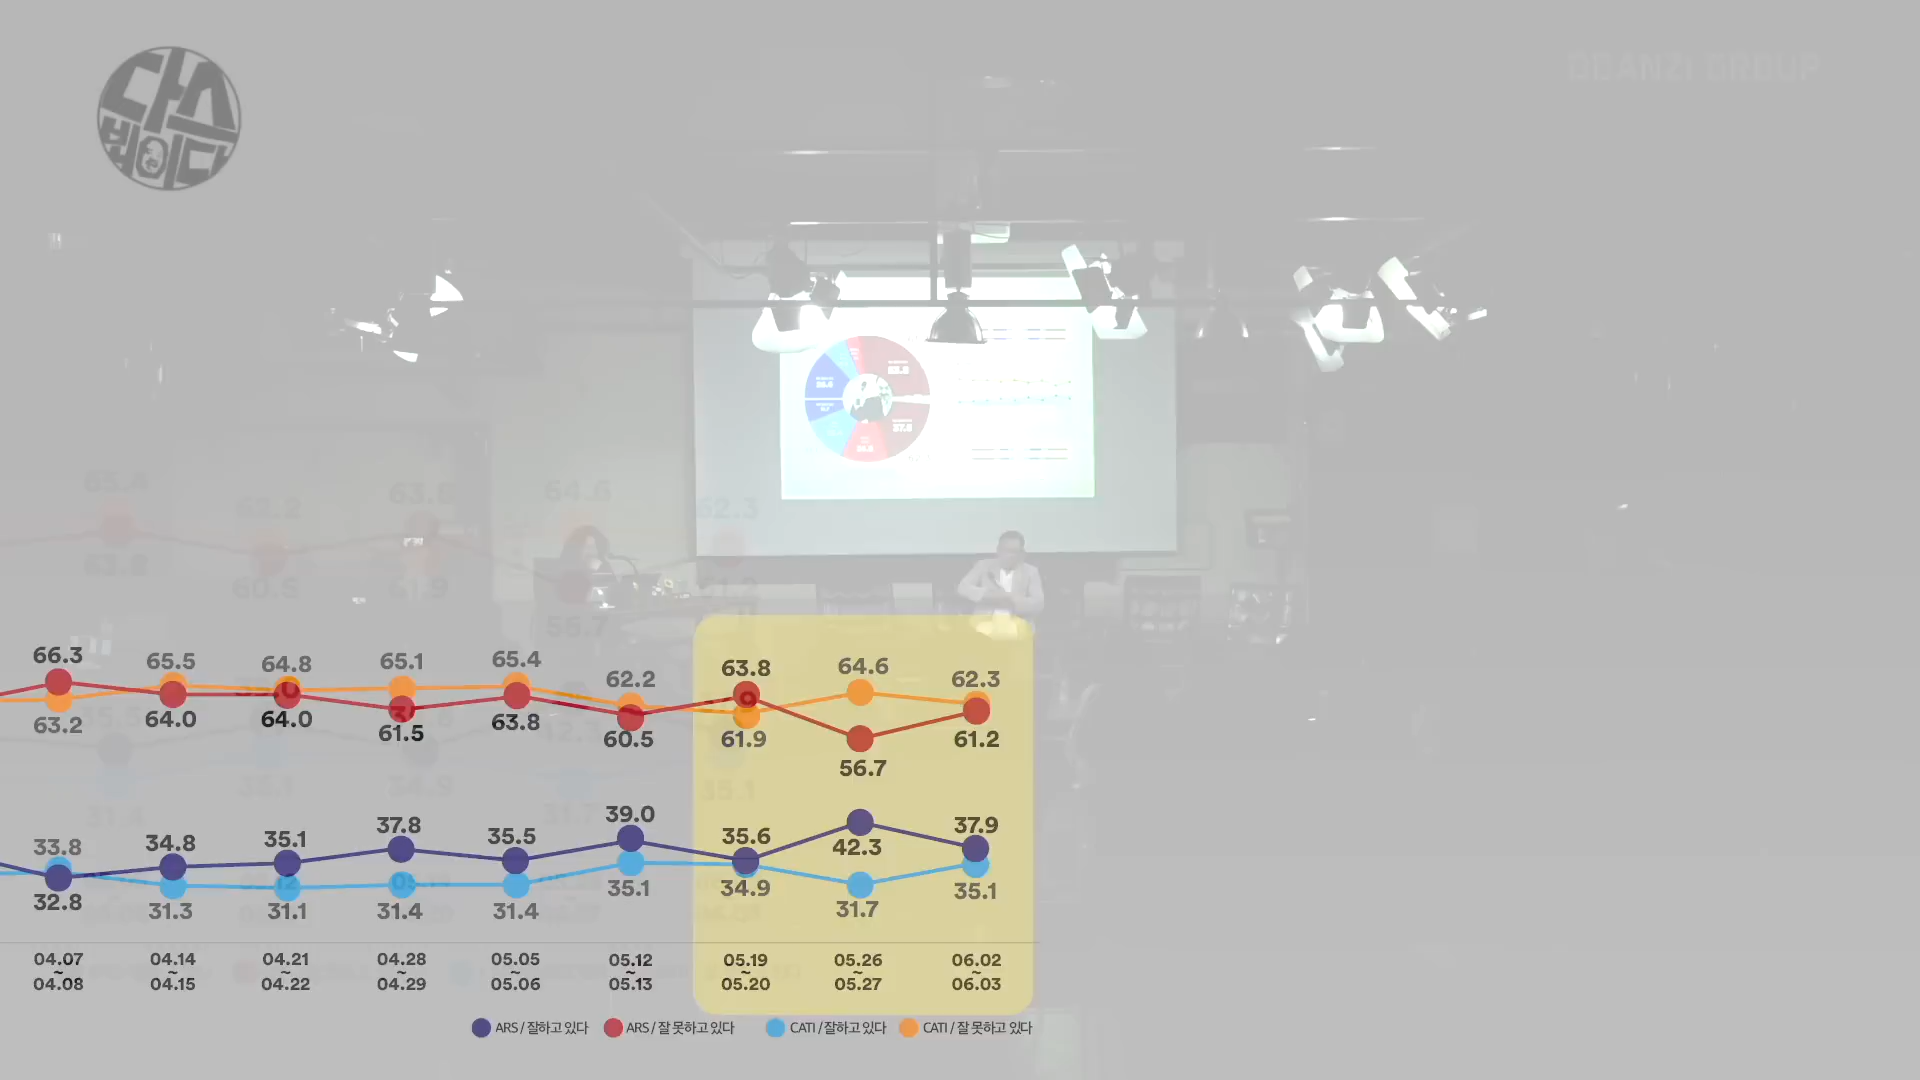 다스
뵈이다
DDANZI GROUP
66.3 65.5 64.8 65.1 65.4 62.2 63.8 64.6 62.3
63.2 64.0 64.0 61.5 63.8 60.5 61.9 56.7 61.2
33.8 34.8 35.1 37.8 35.5 39.0 35.6 42.3 37.9
32.8 31.3 31.1 31.4 31.4 35.1 34.9 31.7 35.1
04.07 04.14 04.21 04.28 05.05 05.12 05.19 05.26 06.02
~ ~ ~ ~ ~ ~ ~ ~ ~
04.08 04.15 04.22 04.29 05.06 05.13 05.20 05.27 06.03
ARS / 잘하고 있다 ARS / 잘 못하고 있다 CATI / 잘하고 있다 CATI / 잘 못하고 있다